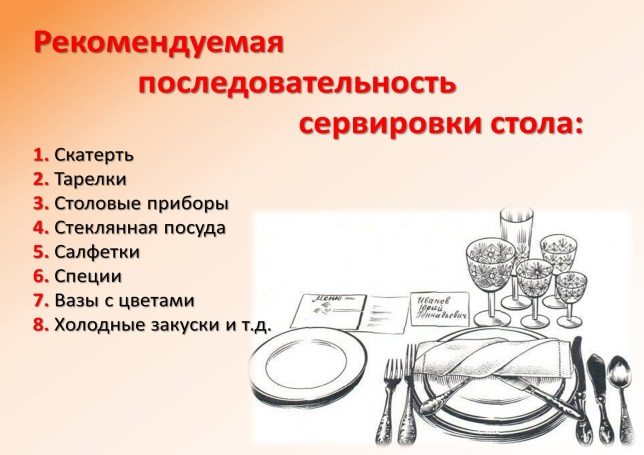 Рекомендуемая
последовательность
сервировки стола:
1. Скатерть
2. Тарелки
3. Столовые приборы
4. Стеклянная посуда
5. Салфетки
6. Специи
7. Вазы с цветами
8. Холодные закуски и т.д.
Меню
Иванов
Юрий
Геннадьевич